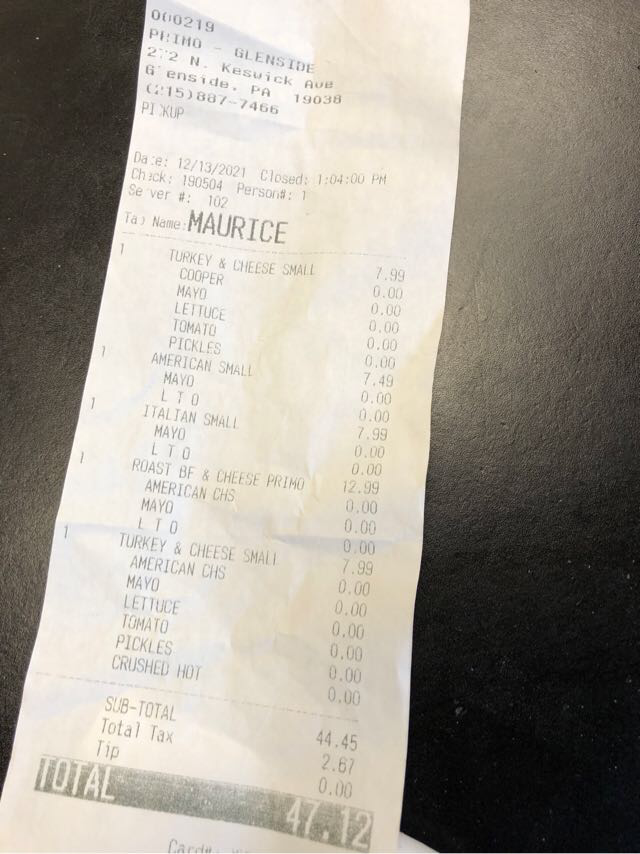 000219
PRIMO - GLENSIDE
2 2 N. Keswick Ave
Glenside, PA 19038
(215)887-7466
PICKUP
Date: 12/13/2021 Closed: 1:04:00 PM
Check: 190504 Person#: 1
Server #: 102
Tab Name: MAURICE
1 TURKEY & CHEESE SMALL 7.99
COOPER 0.00
MAYO 0.00
LETTUCE 0.00
TOMATO 0.00
PICKLES 0.00
1 AMERICAN SMALL 7.49
MAYO 0.00
L T O 0.00
1 ITALIAN SMALL 7.99
MAYO 0.00
L T O 0.00
1 ROAST BF & CHEESE PRIMO 12.99
AMERICAN CHS 0.00
MAYO 0.00
L T O 0.00
1 TURKEY & CHEESE SMALL 7.99
AMERICAN CHS 0.00
MAYO 0.00
LETTUCE 0.00
TOMATO 0.00
PICKLES 0.00
CRUSHED HOT 0.00
SUB-TOTAL 44.45
Total Tax 2.67
Tip 0.00
TOTAL 47.12
Card#: